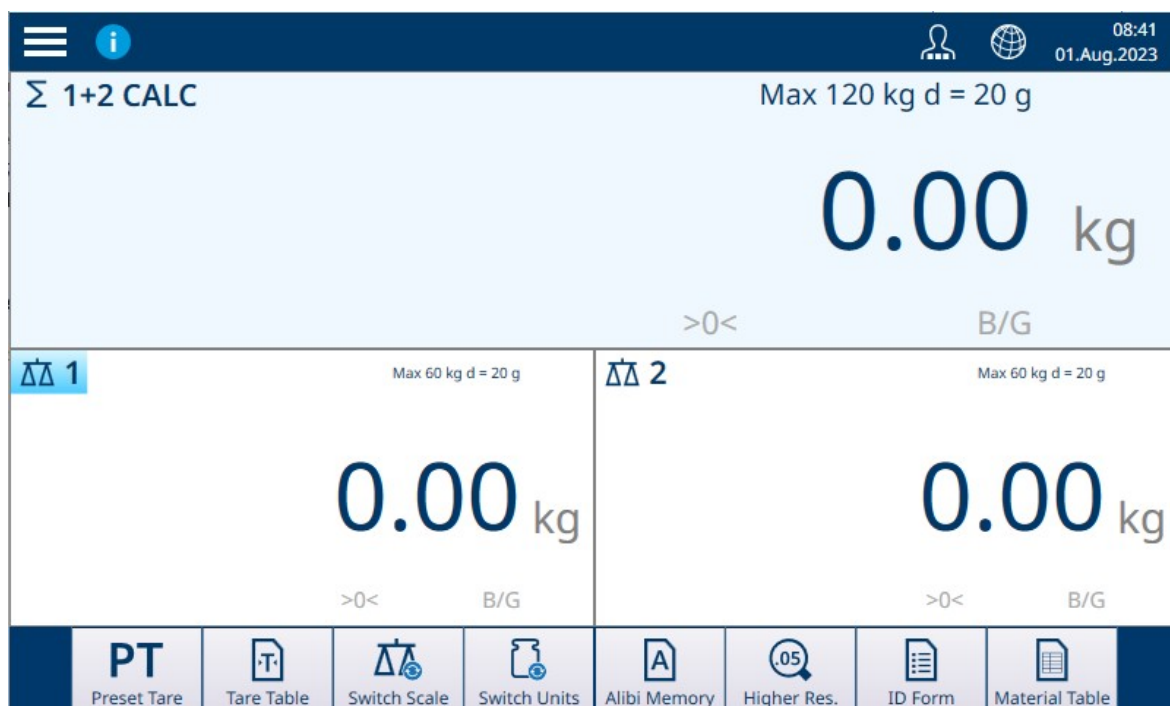 i
08:41
01.Aug.2023
Σ 1+2 CALC
Max 120 kg d = 20 g
0.00 kg
>0< B/G
1
Max 60 kg d = 20 g
2
Max 60 kg d = 20 g
0.00 kg
0.00 kg
>0< B/G
>0< B/G
PT
Preset Tare
T
Tare Table
Switch Scale
Switch Units
A
Alibi Memory
.05
Higher Res.
ID Form
Material Table